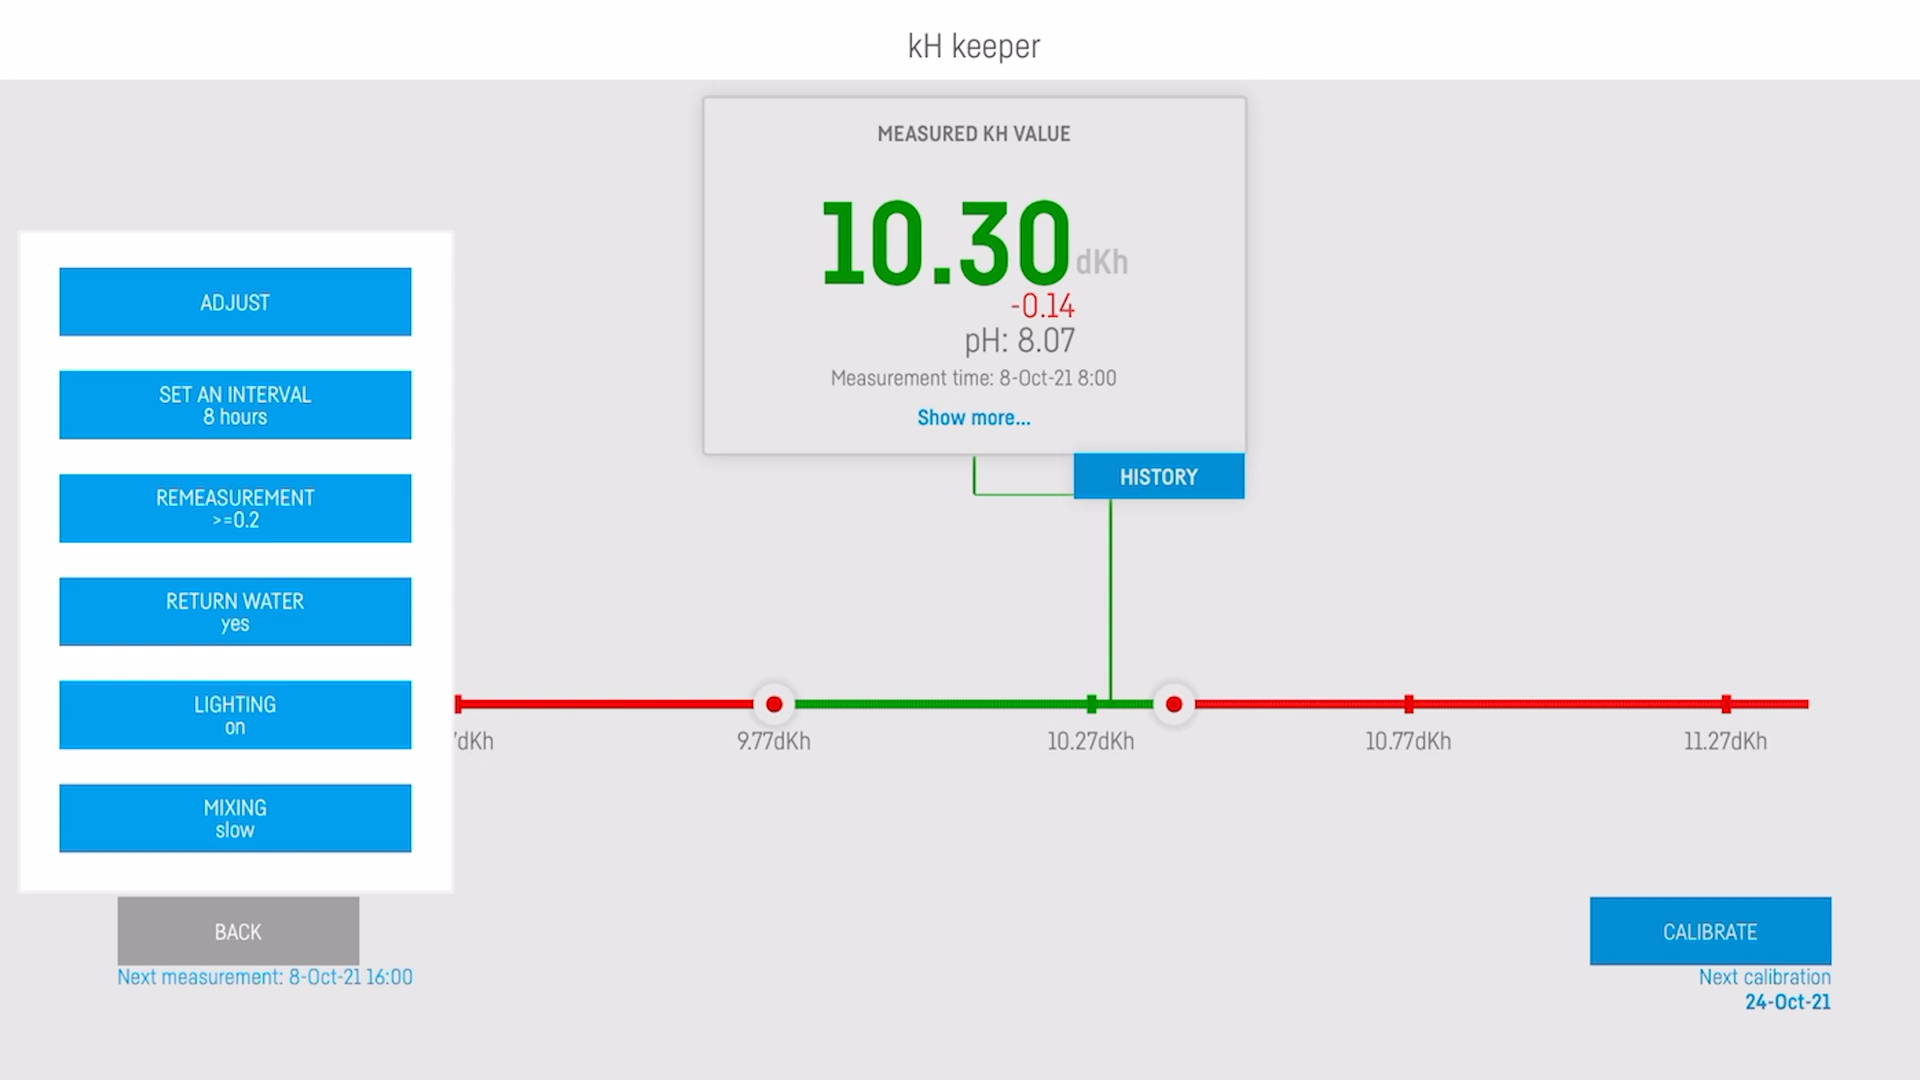 kH keeper
MEASURED KH VALUE
10.30 dKh
-0.14
pH: 8.07
Measurement time: 8-Oct-21 8:00
Show more...
HISTORY
ADJUST
SET AN INTERVAL
8 hours
REMEASUREMENT
>=0.2
RETURN WATER
yes
LIGHTING
on
MIXING
slow
dKh 9.77dKh 10.27dKh 10.77dKh 11.27dKh
BACK
Next measurement: 8-Oct-21 16:00
CALIBRATE
Next calibration
24-Oct-21